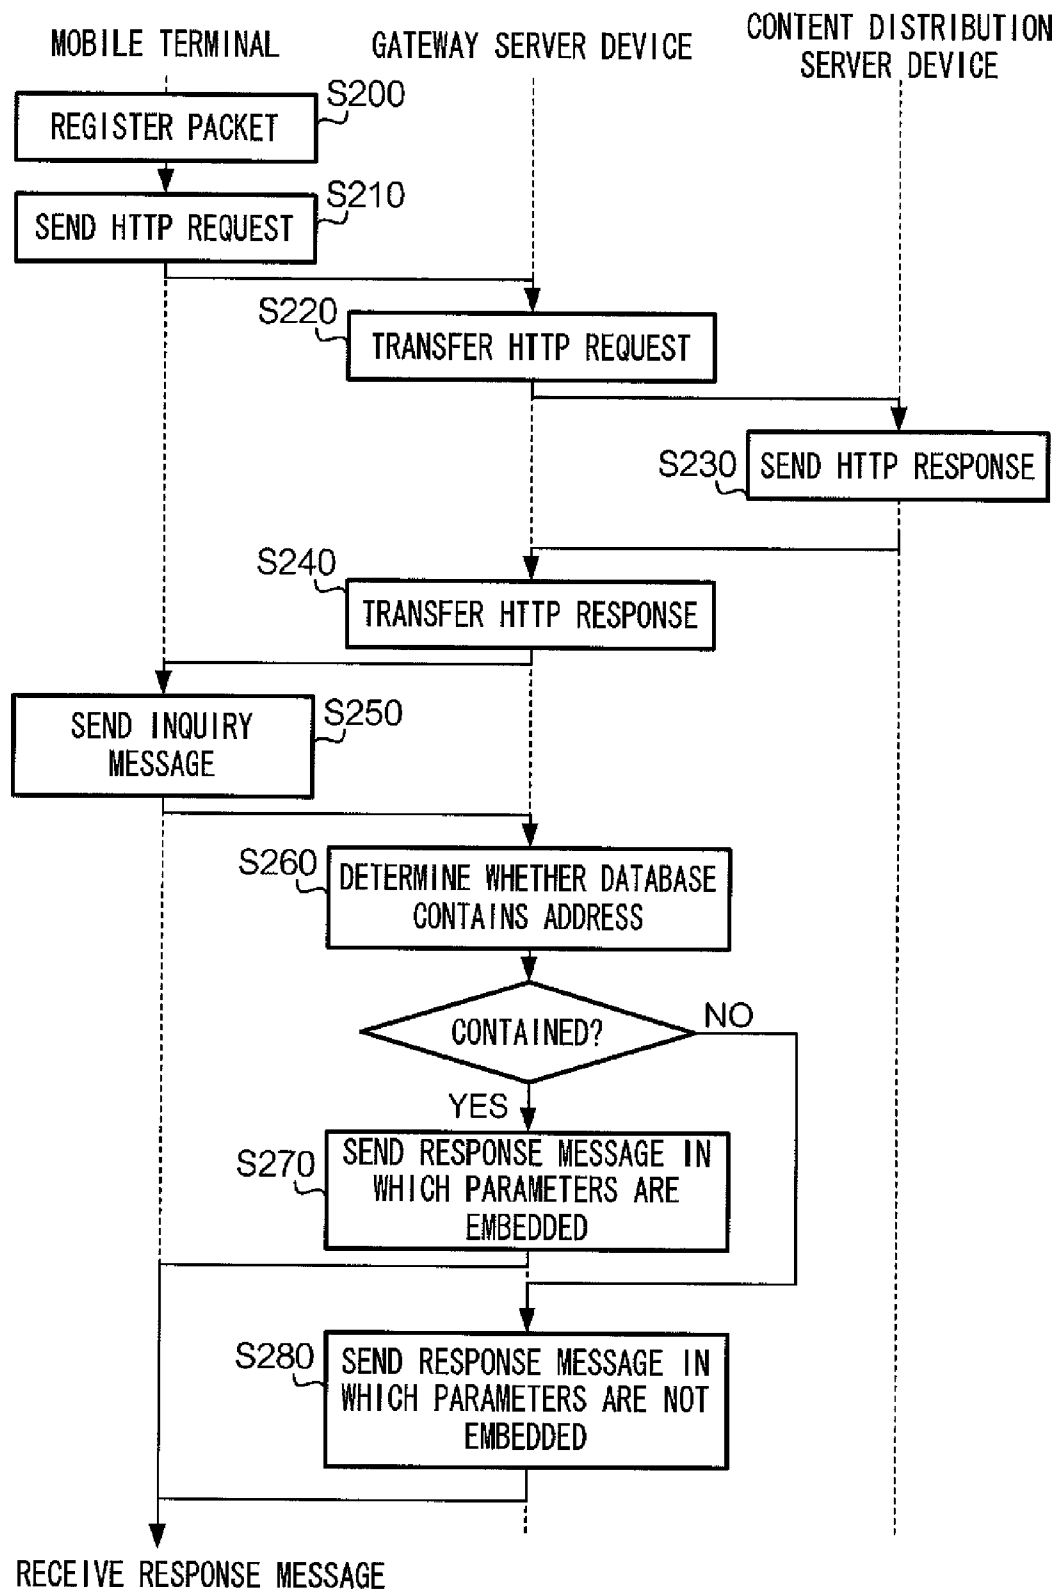 MOBILE TERMINAL
GATEWAY SERVER DEVICE
CONTENT DISTRIBUTION
SERVER DEVICE
S200
REGISTER PACKET
S210
SEND HTTP REQUEST
S220
TRANSFER HTTP REQUEST
S230
SEND HTTP RESPONSE
S240
TRANSFER HTTP RESPONSE
S250
SEND INQUIRY
MESSAGE
S260
DETERMINE WHETHER DATABASE
CONTAINS ADDRESS
CONTAINED?
NO
YES
S270
SEND RESPONSE MESSAGE IN
WHICH PARAMETERS ARE
EMBEDDED
S280
SEND RESPONSE MESSAGE IN
WHICH PARAMETERS ARE NOT
EMBEDDED
RECEIVE RESPONSE MESSAGE